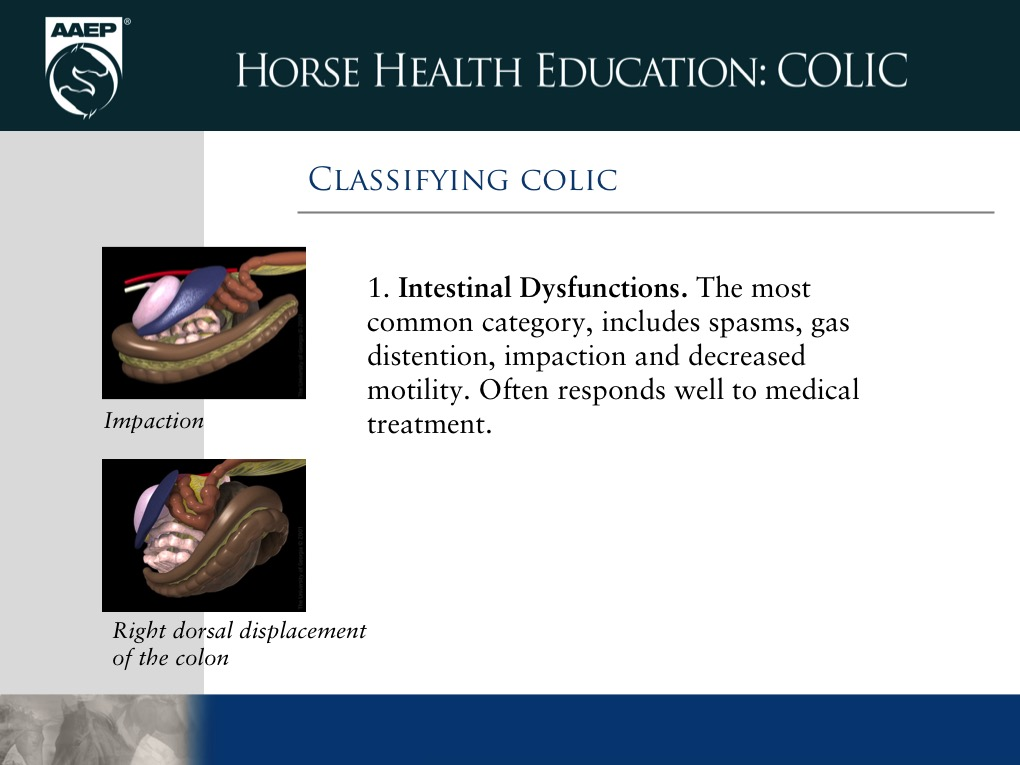 AAEP®
HORSE HEALTH EDUCATION: COLIC
CLASSIFYING COLIC
1. Intestinal Dysfunctions. The most
common category, includes spasms, gas
distention, impaction and decreased
motility. Often responds well to medical
treatment.
Impaction
Right dorsal displacement
of the colon